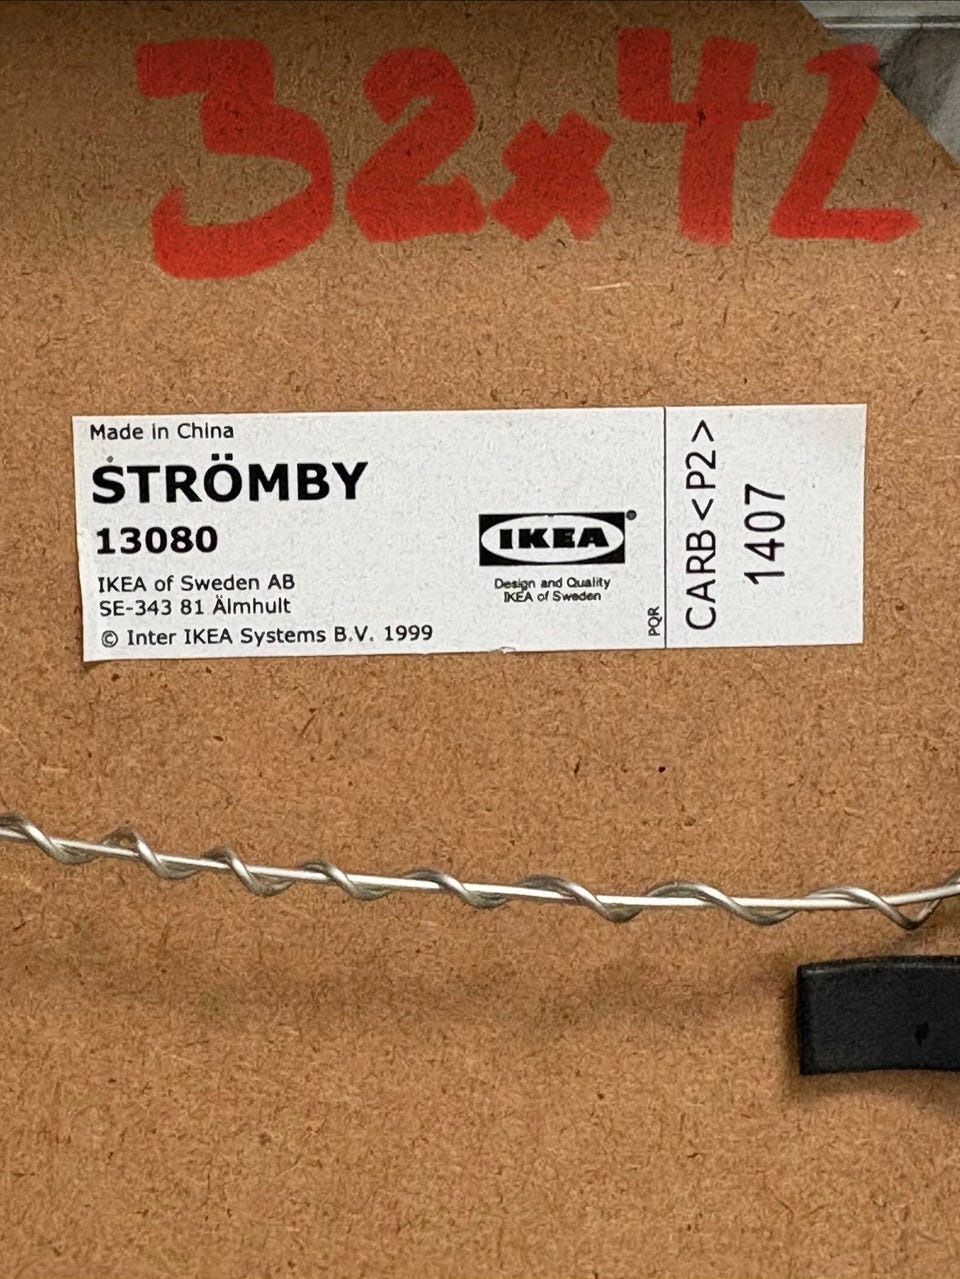 32x42
Made in China
STRÖMBY
13080
IKEA of Sweden AB
SE-343 81 Älmhult
© Inter IKEA Systems B.V. 1999
IKEA®
Design and Quality
IKEA of Sweden
PQR
CARB <P2>
1407